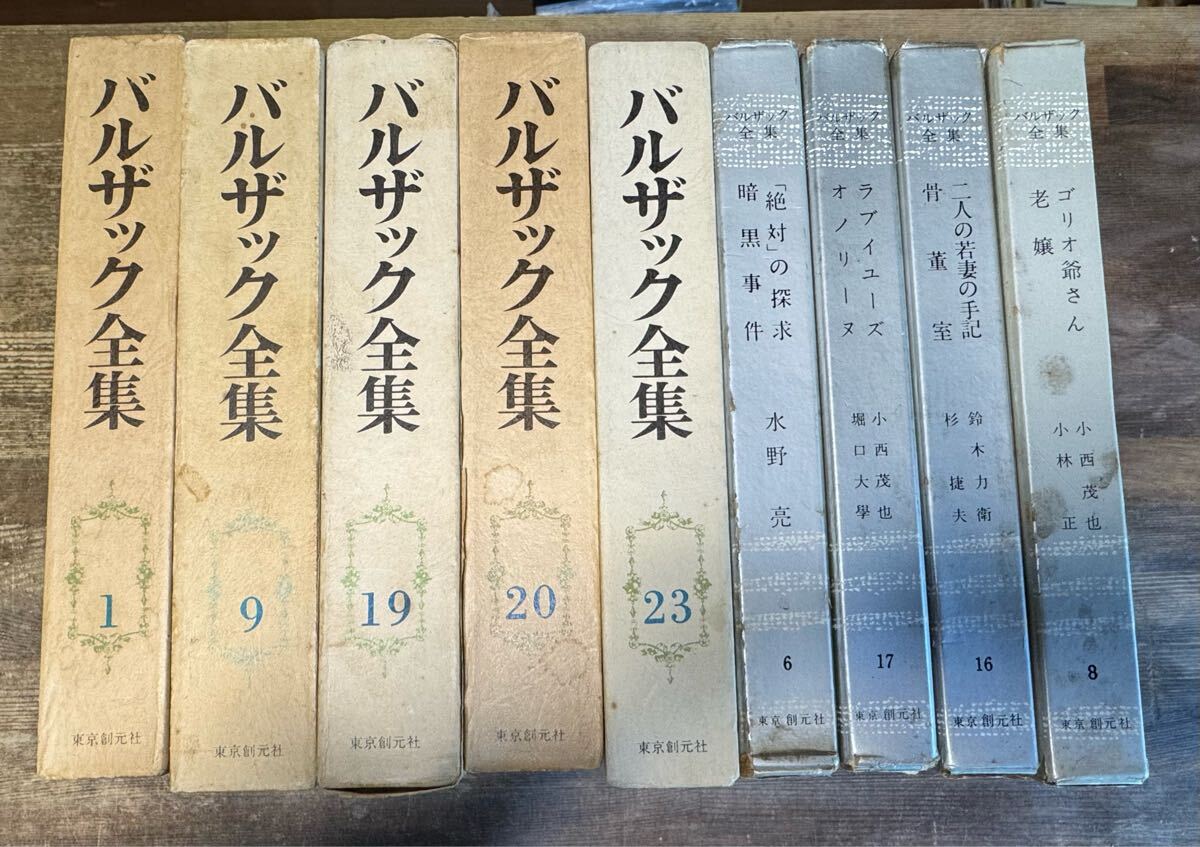 バルザック全集
1
東京創元社
バルザック全集
9
東京創元社
バルザック全集
19
東京創元社
バルザック全集
20
東京創元社
バルザック全集
23
東京創元社
バルザック
全集
「絶対」の探求
暗黒事件
水野亮
6
東京創元社
バルザック
全集
ラブイユーズ
オノリーヌ
小西茂也
堀口大學
17
東京創元社
バルザック
全集
二人の若妻の手記
骨董室
鈴木力衛
杉捷夫
16
東京創元社
バルザック
全集
ゴリオ爺さん
老嬢
小西茂也
小林正
8
東京創元社